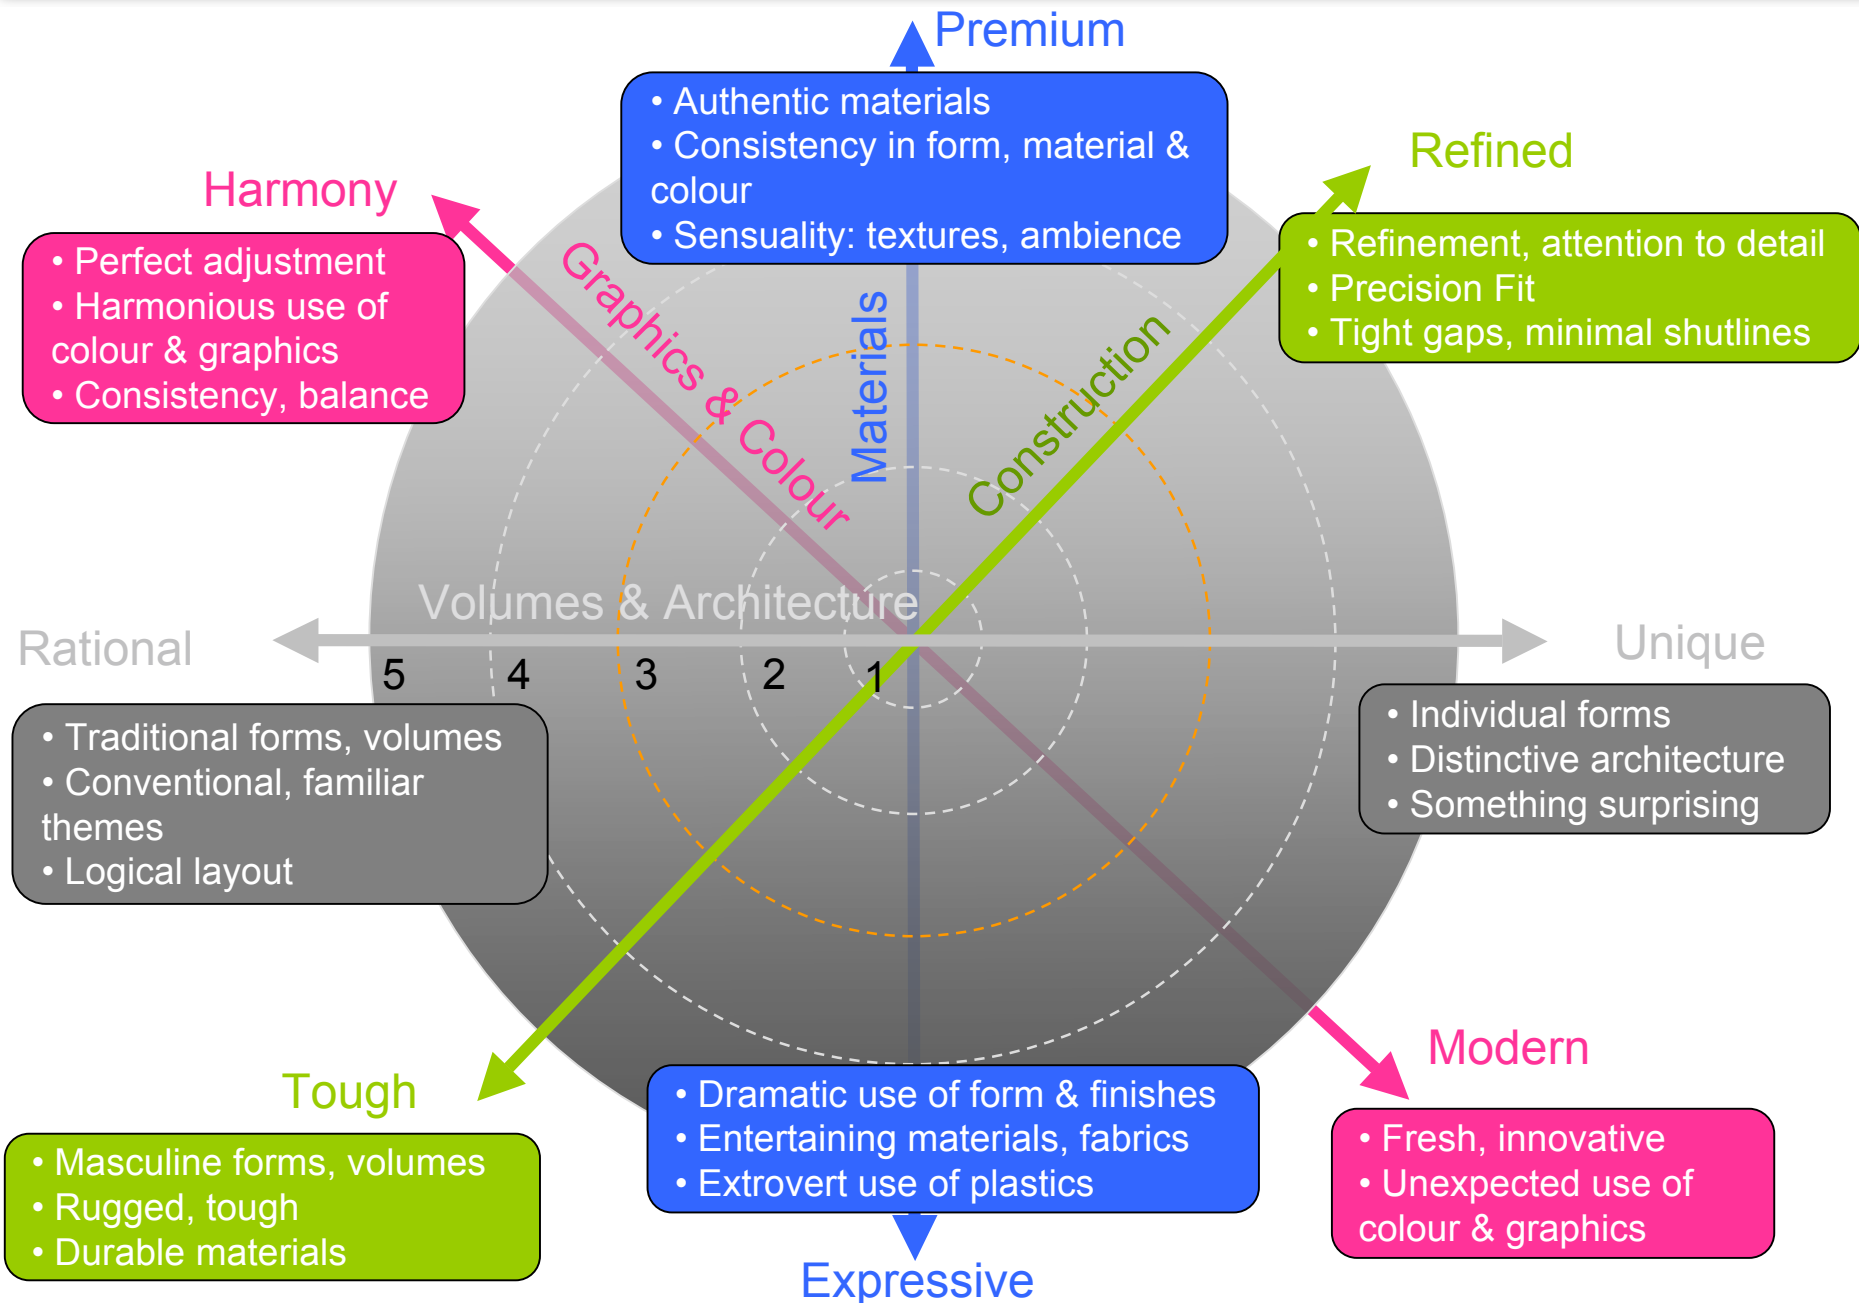 Premium
• Authentic materials
• Consistency in form, material &
colour
• Sensuality: textures, ambience
Refined
• Refinement, attention to detail
• Precision Fit
• Tight gaps, minimal shutlines
Harmony
• Perfect adjustment
• Harmonious use of
colour & graphics
• Consistency, balance
Graphics & Colour
Materials
Construction
Volumes & Architecture
Rational
5 4 3 2 1
Unique
• Traditional forms, volumes
• Conventional, familiar
themes
• Logical layout
• Individual forms
• Distinctive architecture
• Something surprising
Tough
• Masculine forms, volumes
• Rugged, tough
• Durable materials
• Dramatic use of form & finishes
• Entertaining materials, fabrics
• Extrovert use of plastics
Expressive
Modern
• Fresh, innovative
• Unexpected use of
colour & graphics